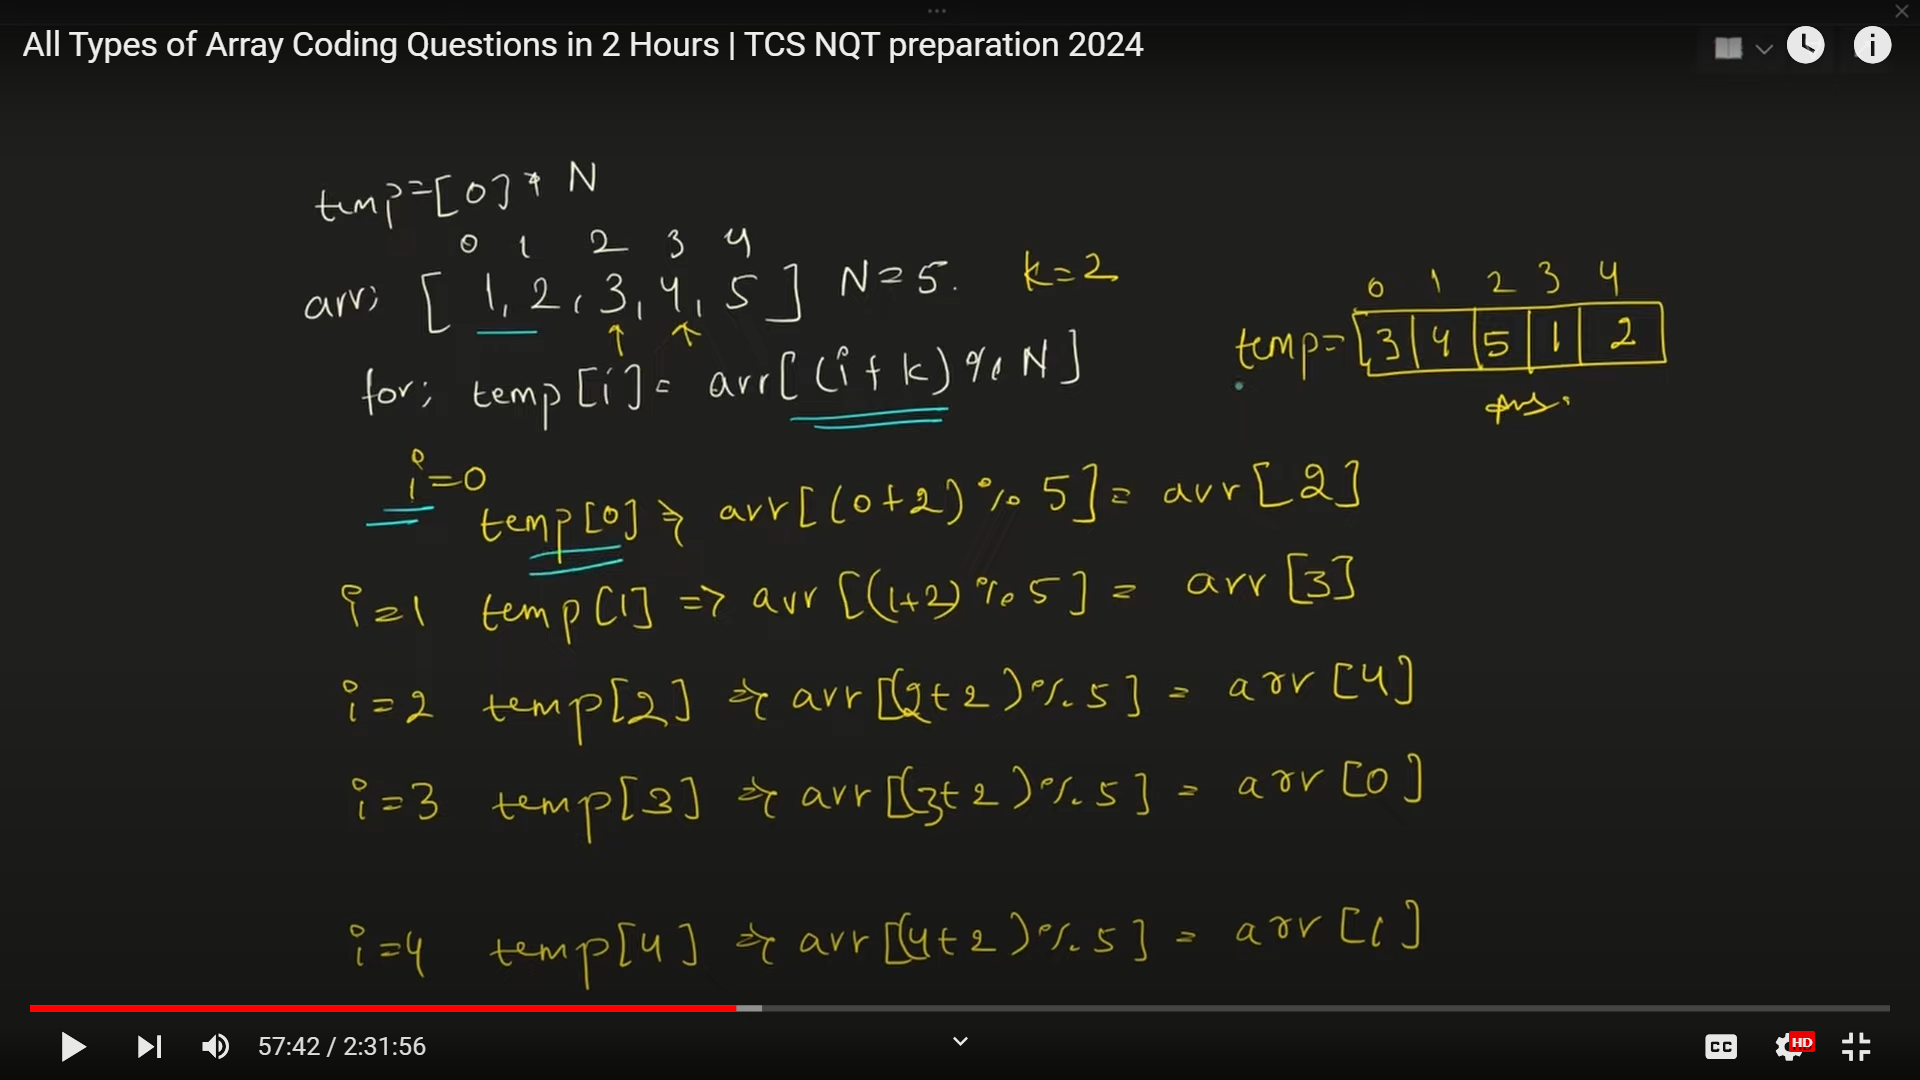 All Types of Array Coding Questions in 2 Hours | TCS NQT preparation 2024
temp=[0]* N
0 1 2 3 4
arr; [ 1, 2, 3, 4, 5 ] N=5. k=2
for; temp[i]= arr[(i+k)% N]
0 1 2 3 4
temp= 3 4 5 1 2
ans.
i=0
temp[0] => arr[(0+2)% 5] = arr[2]
i=1 temp[1] => arr[(1+2)%5] = arr[3]
i=2 temp[2] => arr[(2+2)%5] = arr[4]
i=3 temp[3] => arr[(3+2)%5] = arr[0]
i=4 temp[4] => arr[(4+2)%5] = arr[1]
57:42 / 2:31:56
CC
HD